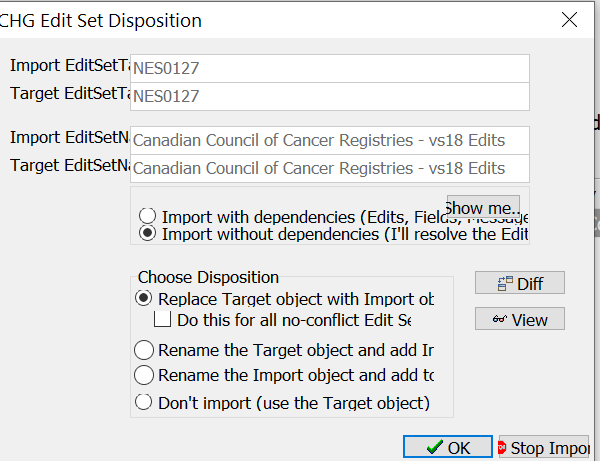 CHG Edit Set Disposition
Import EditSetTa
NES0127
Target EditSetTa
NES0127
Import EditSetNa
Canadian Council of Cancer Registries - vs18 Edits
Target EditSetNa
Canadian Council of Cancer Registries - vs18 Edits
Show me..
Import with dependencies (Edits, Fields, Message
Import without dependencies (I'll resolve the Edit
Choose Disposition
Replace Target object with Import ob
Do this for all no-conflict Edit Se
Rename the Target object and add Im
Rename the Import object and add to
Don't import (use the Target object)
Diff
View
OK
Stop Impor